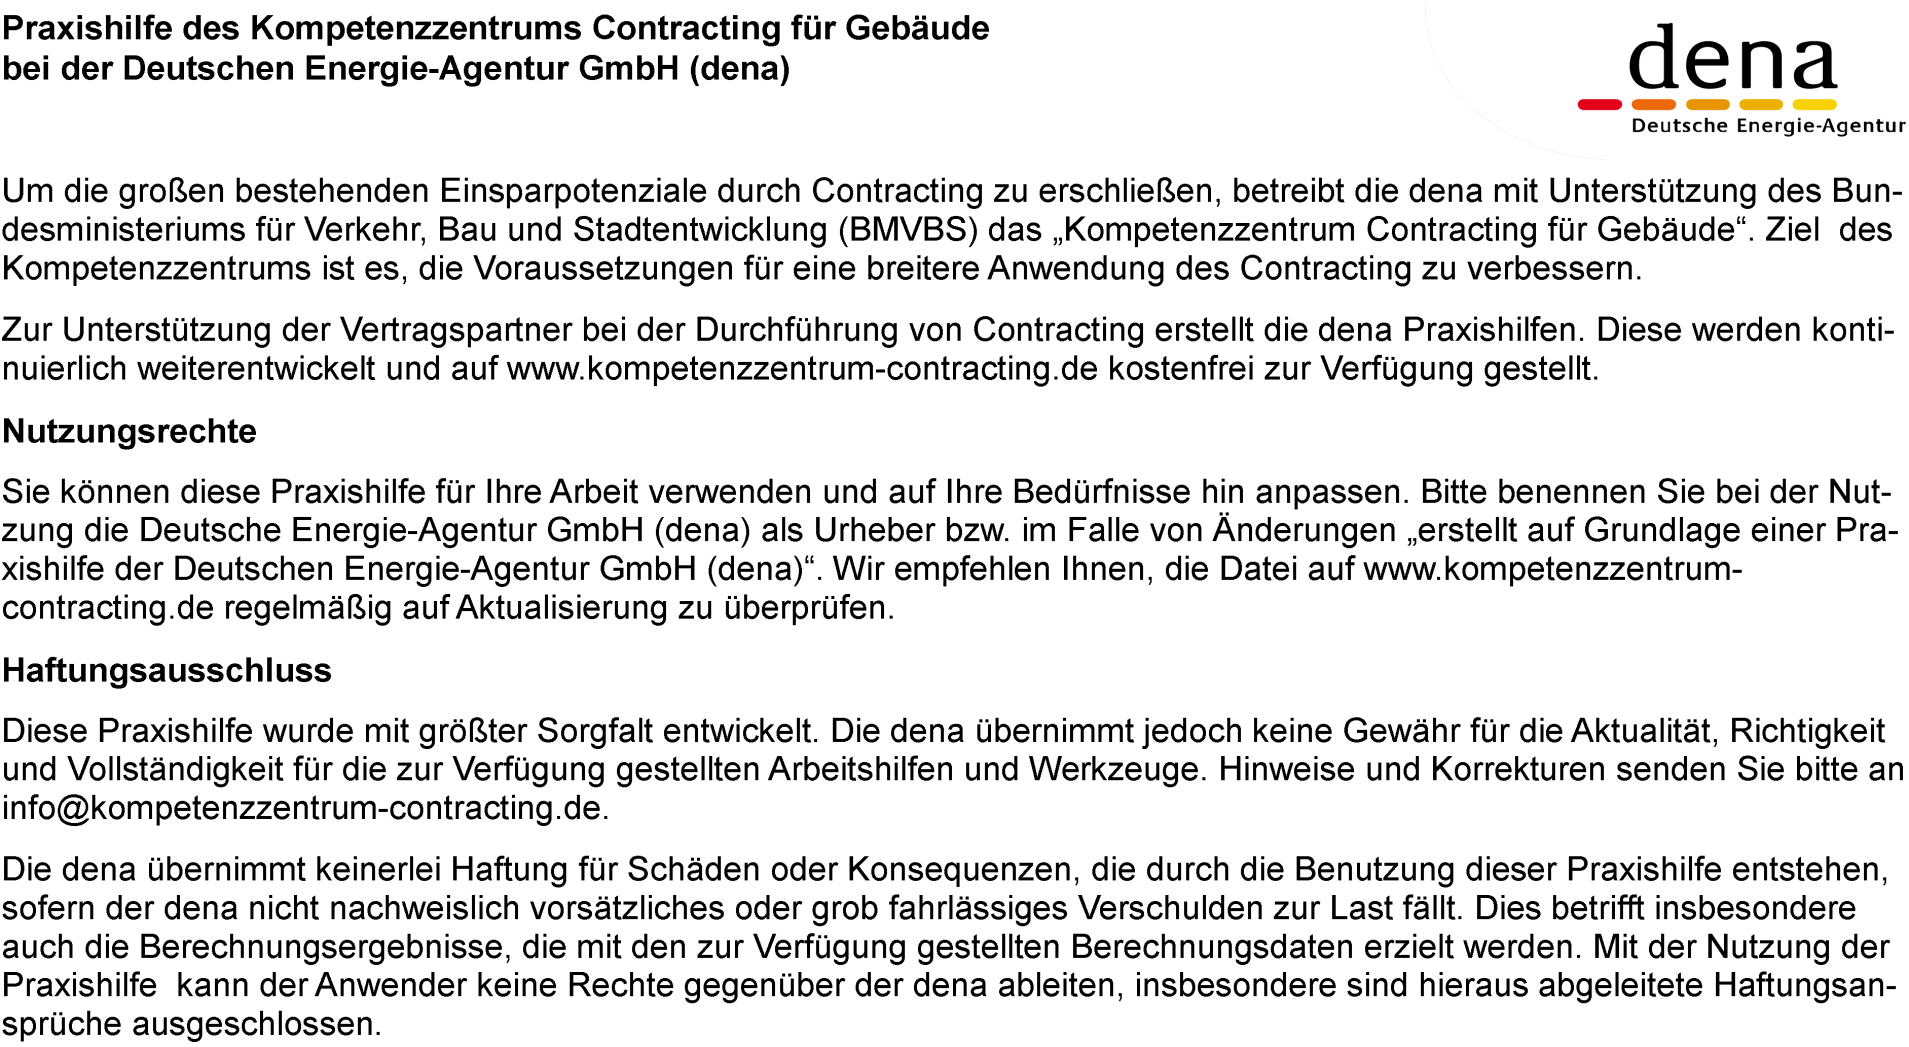 Praxishilfe des Kompetenzzentrums Contracting für Gebäude
bei der Deutschen Energie-Agentur GmbH (dena)
dena
Deutsche Energie-Agentur
Um die großen bestehenden Einsparpotenziale durch Contracting zu erschließen, betreibt die dena mit Unterstützung des Bun-
desministeriums für Verkehr, Bau und Stadtentwicklung (BMVBS) das „Kompetenzzentrum Contracting für Gebäude“. Ziel  des
Kompetenzzentrums ist es, die Voraussetzungen für eine breitere Anwendung des Contracting zu verbessern.
Zur Unterstützung der Vertragspartner bei der Durchführung von Contracting erstellt die dena Praxishilfen. Diese werden konti-
nuierlich weiterentwickelt und auf www.kompetenzzentrum-contracting.de kostenfrei zur Verfügung gestellt.
Nutzungsrechte
Sie können diese Praxishilfe für Ihre Arbeit verwenden und auf Ihre Bedürfnisse hin anpassen. Bitte benennen Sie bei der Nut-
zung die Deutsche Energie-Agentur GmbH (dena) als Urheber bzw. im Falle von Änderungen „erstellt auf Grundlage einer Pra-
xishilfe der Deutschen Energie-Agentur GmbH (dena)“. Wir empfehlen Ihnen, die Datei auf www.kompetenzzentrum-
contracting.de regelmäßig auf Aktualisierung zu überprüfen.
Haftungsausschluss
Diese Praxishilfe wurde mit größter Sorgfalt entwickelt. Die dena übernimmt jedoch keine Gewähr für die Aktualität, Richtigkeit
und Vollständigkeit für die zur Verfügung gestellten Arbeitshilfen und Werkzeuge. Hinweise und Korrekturen senden Sie bitte an
info@kompetenzzentrum-contracting.de.
Die dena übernimmt keinerlei Haftung für Schäden oder Konsequenzen, die durch die Benutzung dieser Praxishilfe entstehen,
sofern der dena nicht nachweislich vorsätzliches oder grob fahrlässiges Verschulden zur Last fällt. Dies betrifft insbesondere
auch die Berechnungsergebnisse, die mit den zur Verfügung gestellten Berechnungsdaten erzielt werden. Mit der Nutzung der
Praxishilfe  kann der Anwender keine Rechte gegenüber der dena ableiten, insbesondere sind hieraus abgeleitete Haftungsan-
sprüche ausgeschlossen.